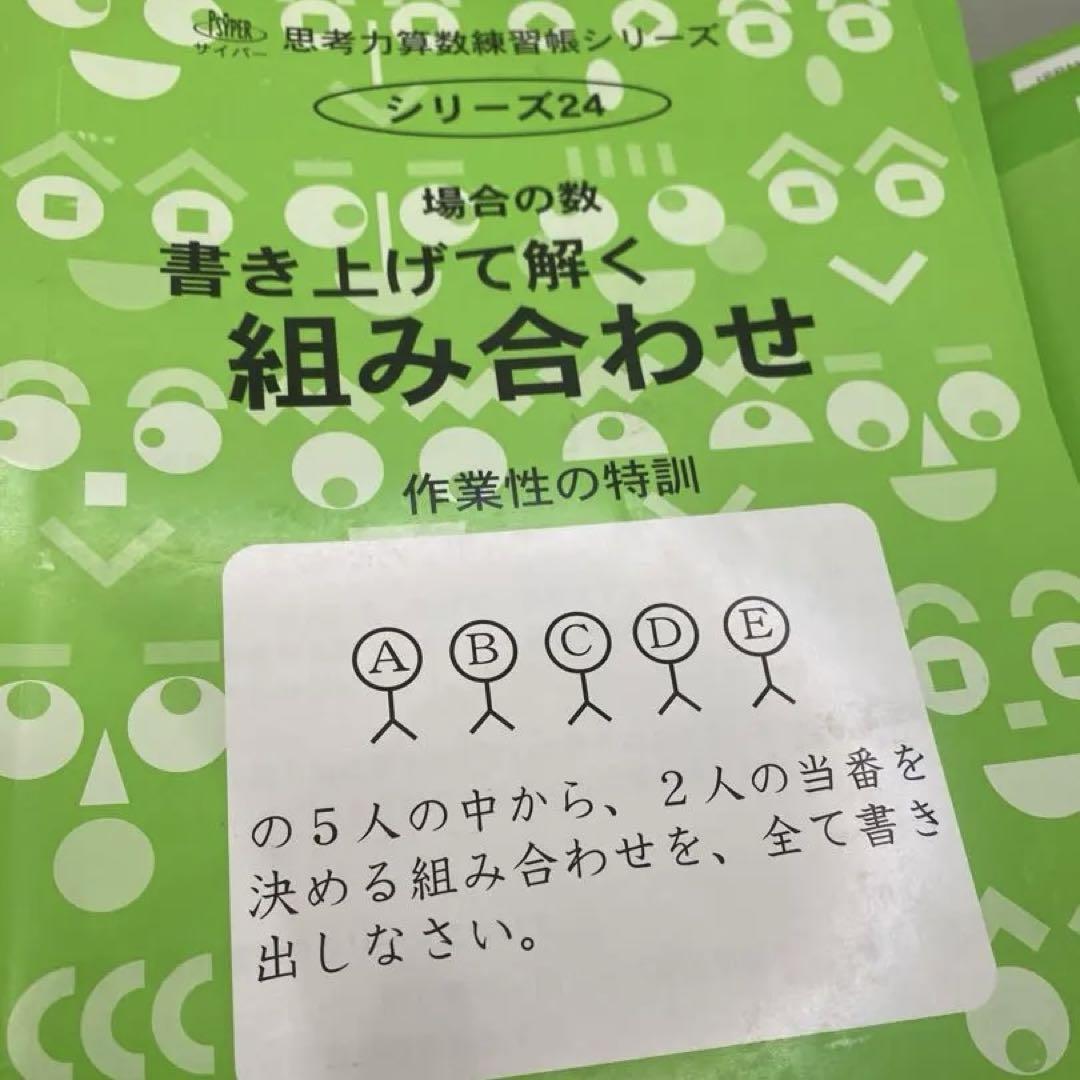 PSYPER
サイパー 思考力算数練習帳シリーズ
シリーズ24
場合の数
書き上げて解く
組み合わせ
作業性の特訓
A B C D E
の5人の中から、2人の当番を
決める組み合わせを、全て書き
出しなさい。